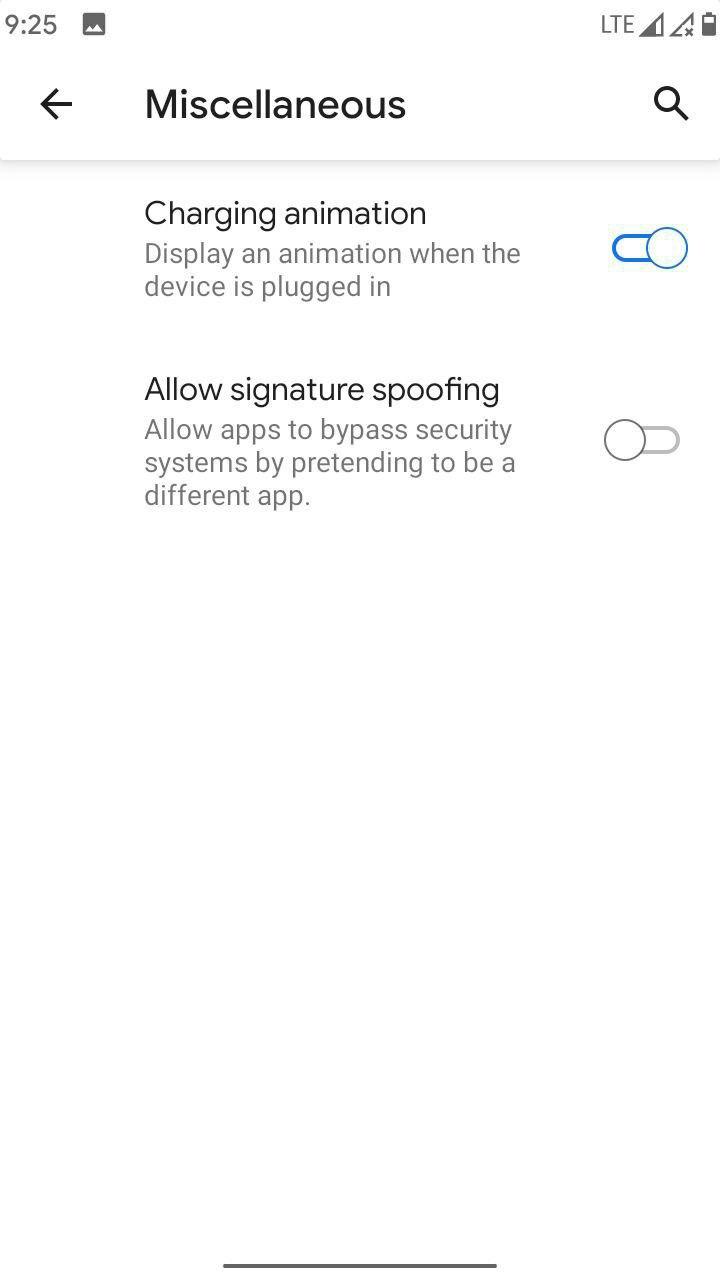 9:25 LTE
Miscellaneous
Charging animation
Display an animation when the
device is plugged in
Allow signature spoofing
Allow apps to bypass security
systems by pretending to be a
different app.